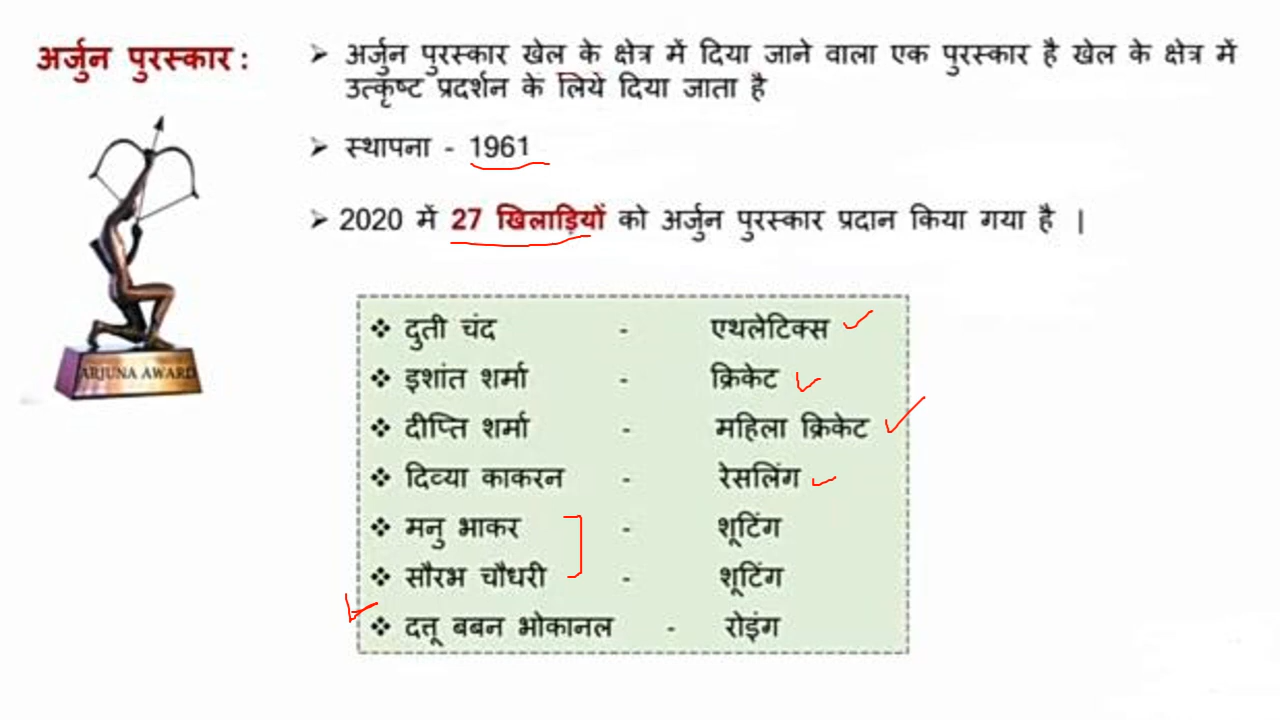 अर्जुन पुरस्कार :
➢ अर्जुन पुरस्कार खेल के क्षेत्र में दिया जाने वाला एक पुरस्कार है खेल के क्षेत्र में
उत्कृष्ट प्रदर्शन के लिये दिया जाता है
➢ स्थापना - 1961
➢ 2020 में 27 खिलाड़ियों को अर्जुन पुरस्कार प्रदान किया गया है |
❖ दुती चंद - एथलेटिक्स
❖ इशांत शर्मा - क्रिकेट
❖ दीप्ति शर्मा - महिला क्रिकेट
❖ दिव्या काकरन - रेसलिंग
❖ मनु भाकर - शूटिंग
❖ सौरभ चौधरी - शूटिंग
❖ दत्तू बबन भोकानल - रोइंग
ARJUNA AWARD